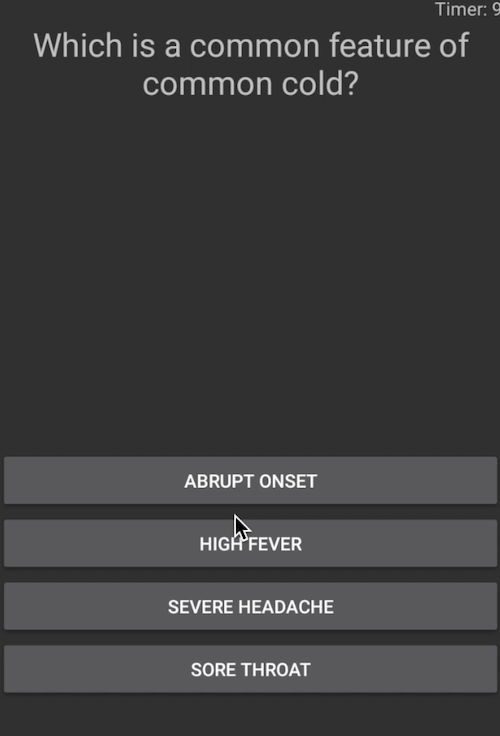 Timer: 9
Which is a common feature of
common cold?
ABRUPT ONSET
HIGH FEVER
SEVERE HEADACHE
SORE THROAT